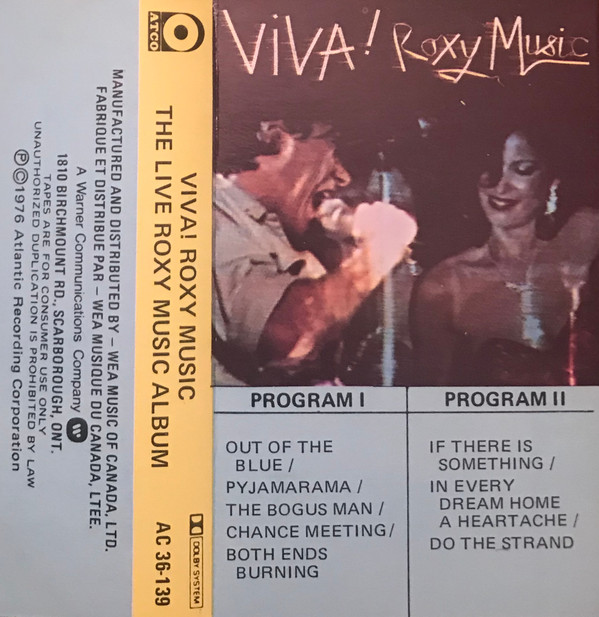 ViVA! Roxy Music
PROGRAM I
OUT OF THE
BLUE /
PYJAMARAMA /
THE BOGUS MAN /
CHANCE MEETING/
BOTH ENDS
BURNING
PROGRAM II
IF THERE IS
SOMETHING /
IN EVERY
DREAM HOME
A HEARTACHE /
DO THE STRAND
ATCO
VIVA! ROXY MUSIC
THE LIVE ROXY MUSIC ALBUM
DOLBY SYSTEM
AC 36-139
MANUFACTURED AND DISTRIBUTED BY – WEA MUSIC OF CANADA, LTD.
FABRIQUE ET DISTRIBUE PAR – WEA MUSIQUE DU CANADA, LTEE.
A Warner Communications Company
1810 BIRCHMOUNT RD., SCARBOROUGH, ONT.
TAPES ARE FOR CONSUMER USE ONLY
UNAUTHORIZED DUPLICATION IS PROHIBITED BY LAW
℗©1976 Atlantic Recording Corporation